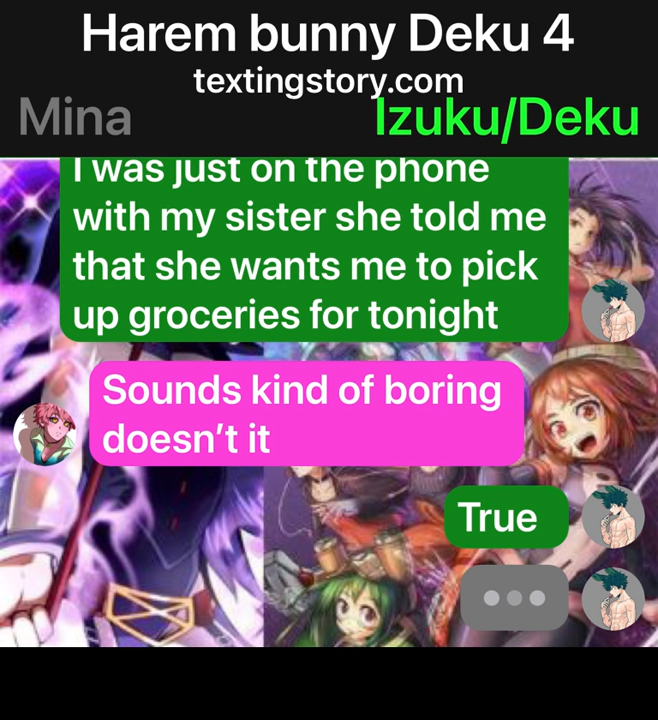 Harem bunny Deku 4
textingstory.com
Mina
Izuku/Deku
I was just on the phone
with my sister she told me
that she wants me to pick
up groceries for tonight
Sounds kind of boring
doesn’t it
True